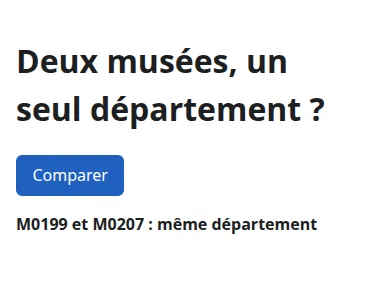 Deux musées, un
seul département ?
Comparer
M0199 et M0207 : même département